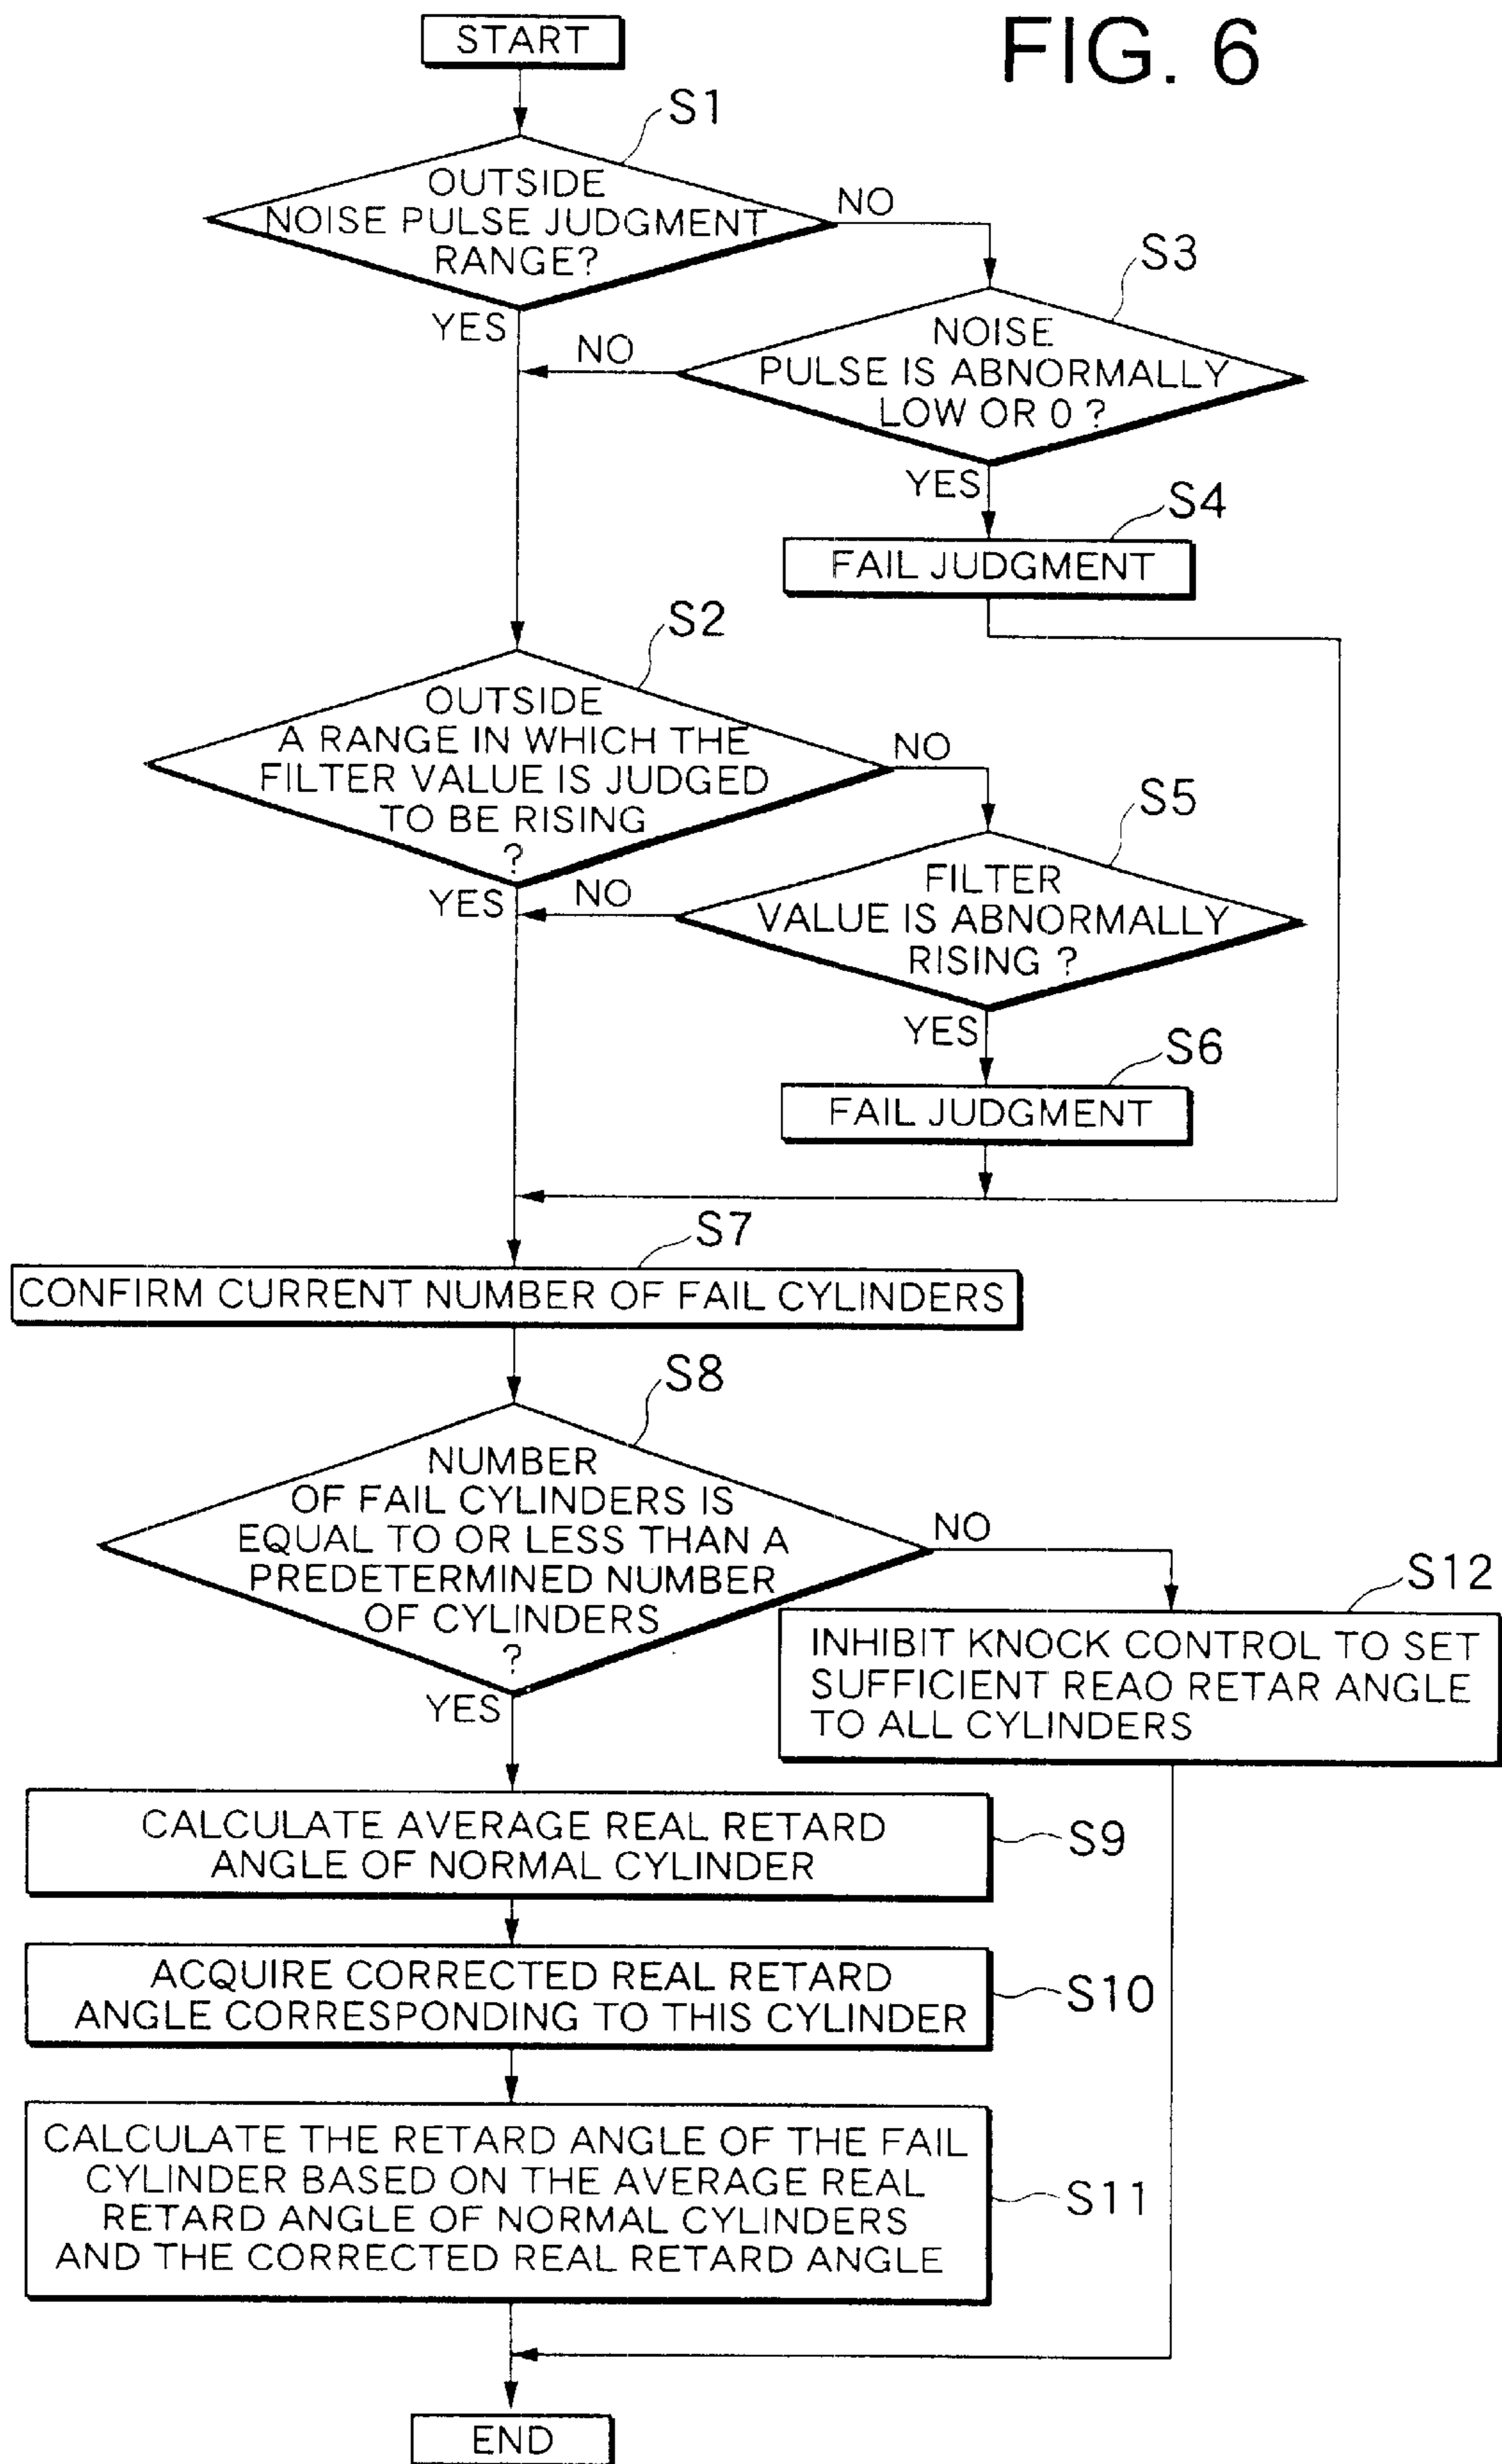 FIG. 6
START
S1
OUTSIDE
NOISE PULSE JUDGMENT
RANGE?
NO
YES
S3
NOISE
PULSE IS ABNORMALLY
LOW OR 0 ?
NO
YES
S4
FAIL JUDGMENT
S2
OUTSIDE
A RANGE IN WHICH THE
FILTER VALUE IS JUDGED
TO BE RISING
?
NO
YES
S5
FILTER
VALUE IS ABNORMALLY
RISING ?
NO
YES
S6
FAIL JUDGMENT
S7
CONFIRM CURRENT NUMBER OF FAIL CYLINDERS
S8
NUMBER
OF FAIL CYLINDERS IS
EQUAL TO OR LESS THAN A
PREDETERMINED NUMBER
OF CYLINDERS
?
NO
YES
S12
INHIBIT KNOCK CONTROL TO SET
SUFFICIENT REAO RETAR ANGLE
TO ALL CYLINDERS
CALCULATE AVERAGE REAL RETARD
ANGLE OF NORMAL CYLINDER
S9
ACQUIRE CORRECTED REAL RETARD
ANGLE CORRESPONDING TO THIS CYLINDER
S10
CALCULATE THE RETARD ANGLE OF THE FAIL
CYLINDER BASED ON THE AVERAGE REAL
RETARD ANGLE OF NORMAL CYLINDERS
AND THE CORRECTED REAL RETARD ANGLE
S11
END